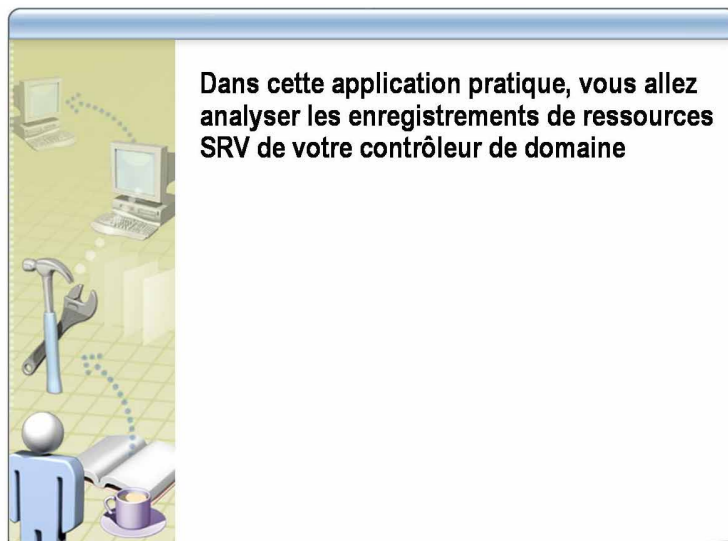 Dans cette application pratique, vous allez
analyser les enregistrements de ressources
SRV de votre contrôleur de domaine